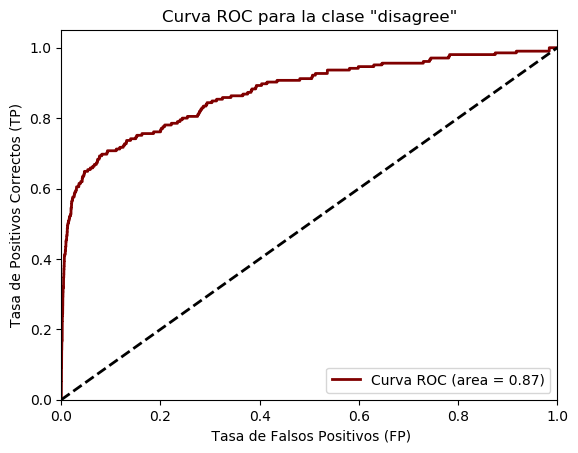 Curva ROC para la clase "disagree"
Tasa de Positivos Correctos (TP)
1.0
0.8
0.6
0.4
0.2
0.0
0.0 0.2 0.4 0.6 0.8 1.0
Tasa de Falsos Positivos (FP)
Curva ROC (area = 0.87)